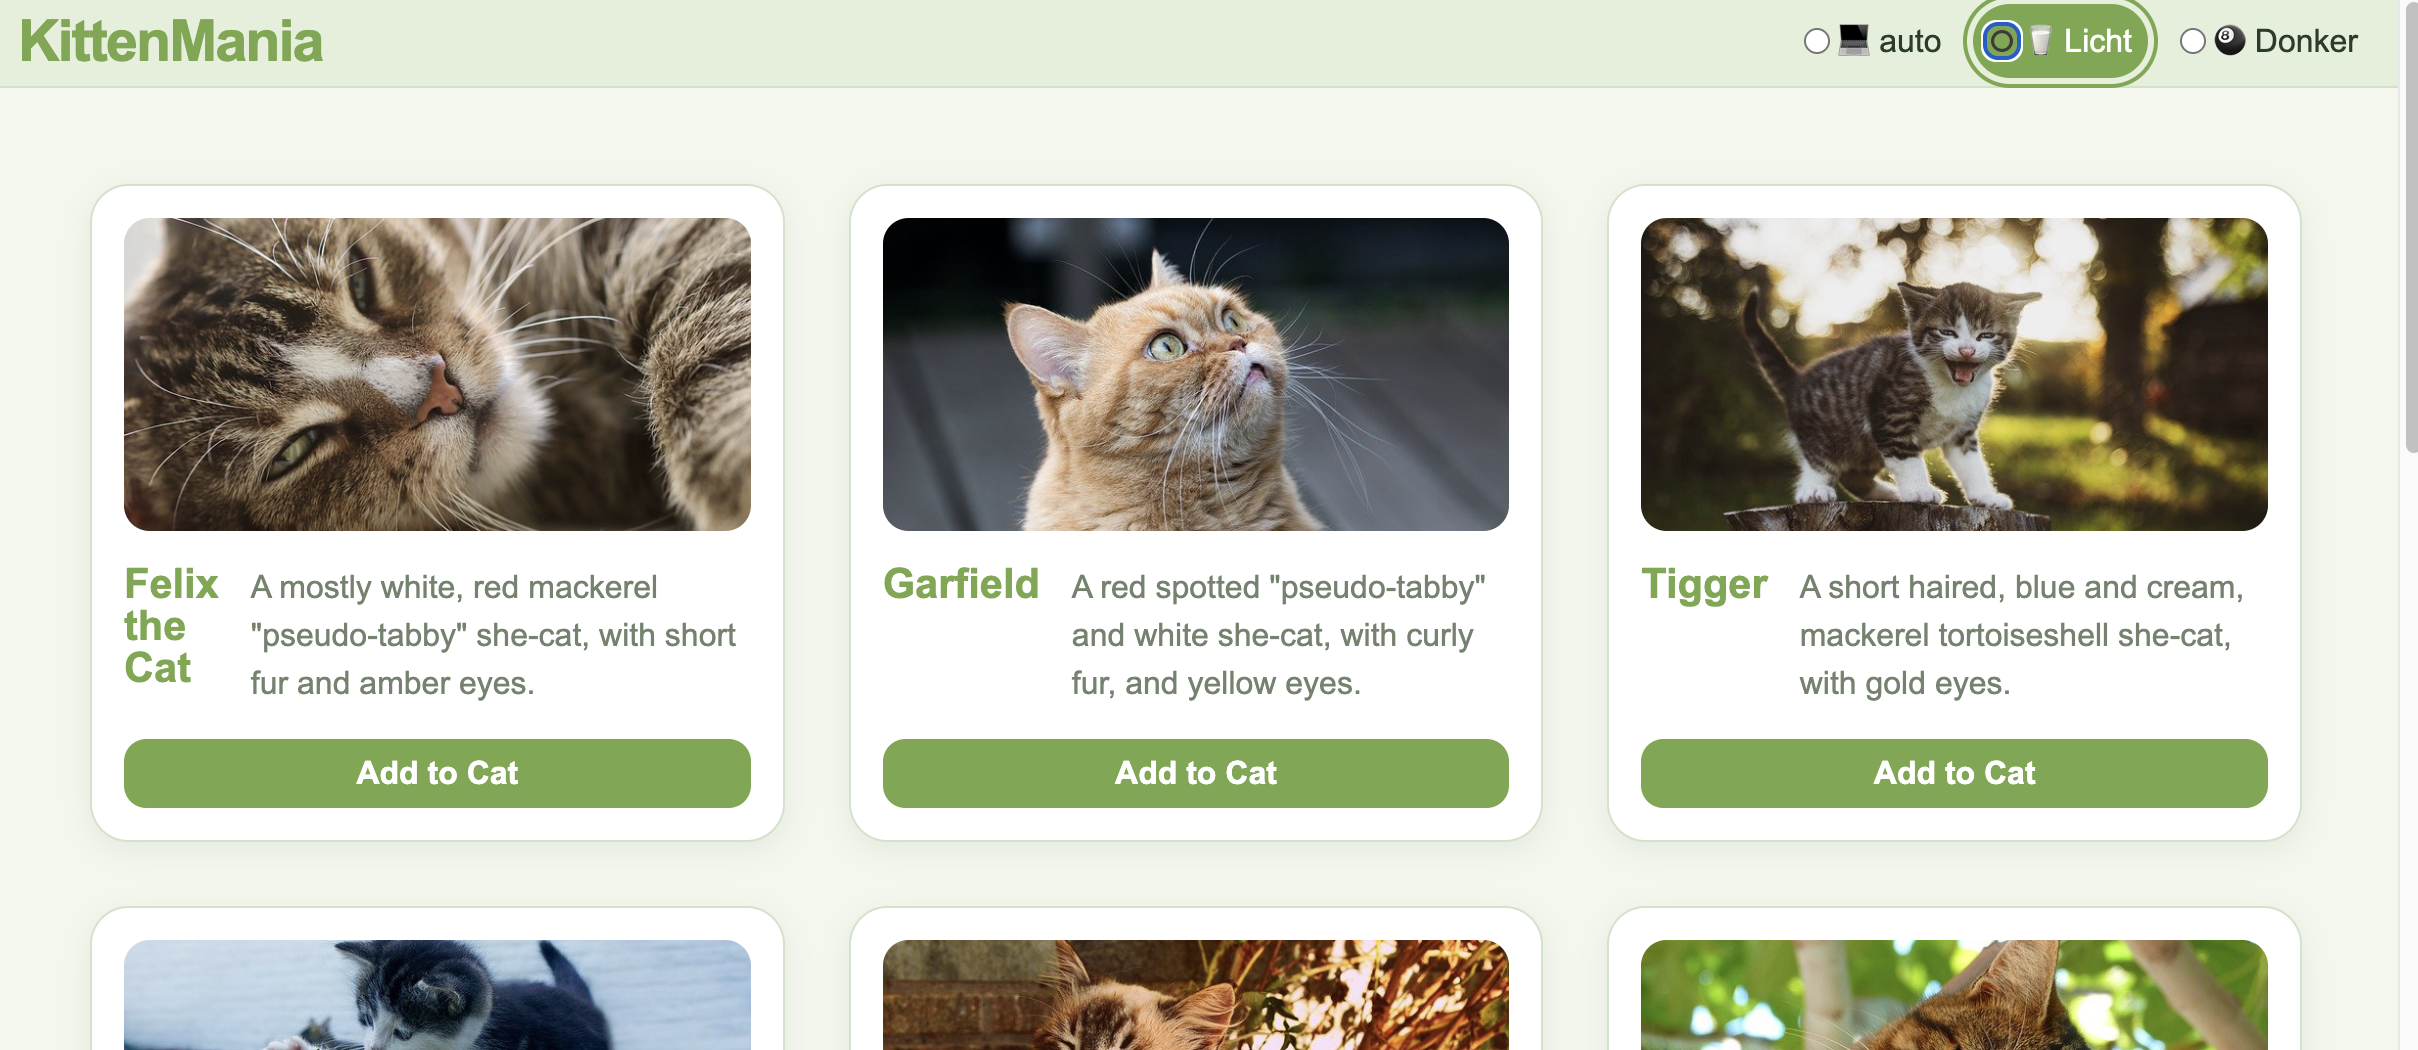 KittenMania
auto
Licht
Donker
Felix
the
Cat
A mostly white, red mackerel
"pseudo-tabby" she-cat, with short
fur and amber eyes.
Add to Cat
Garfield
A red spotted "pseudo-tabby"
and white she-cat, with curly
fur, and yellow eyes.
Add to Cat
Tigger
A short haired, blue and cream,
mackerel tortoiseshell she-cat,
with gold eyes.
Add to Cat